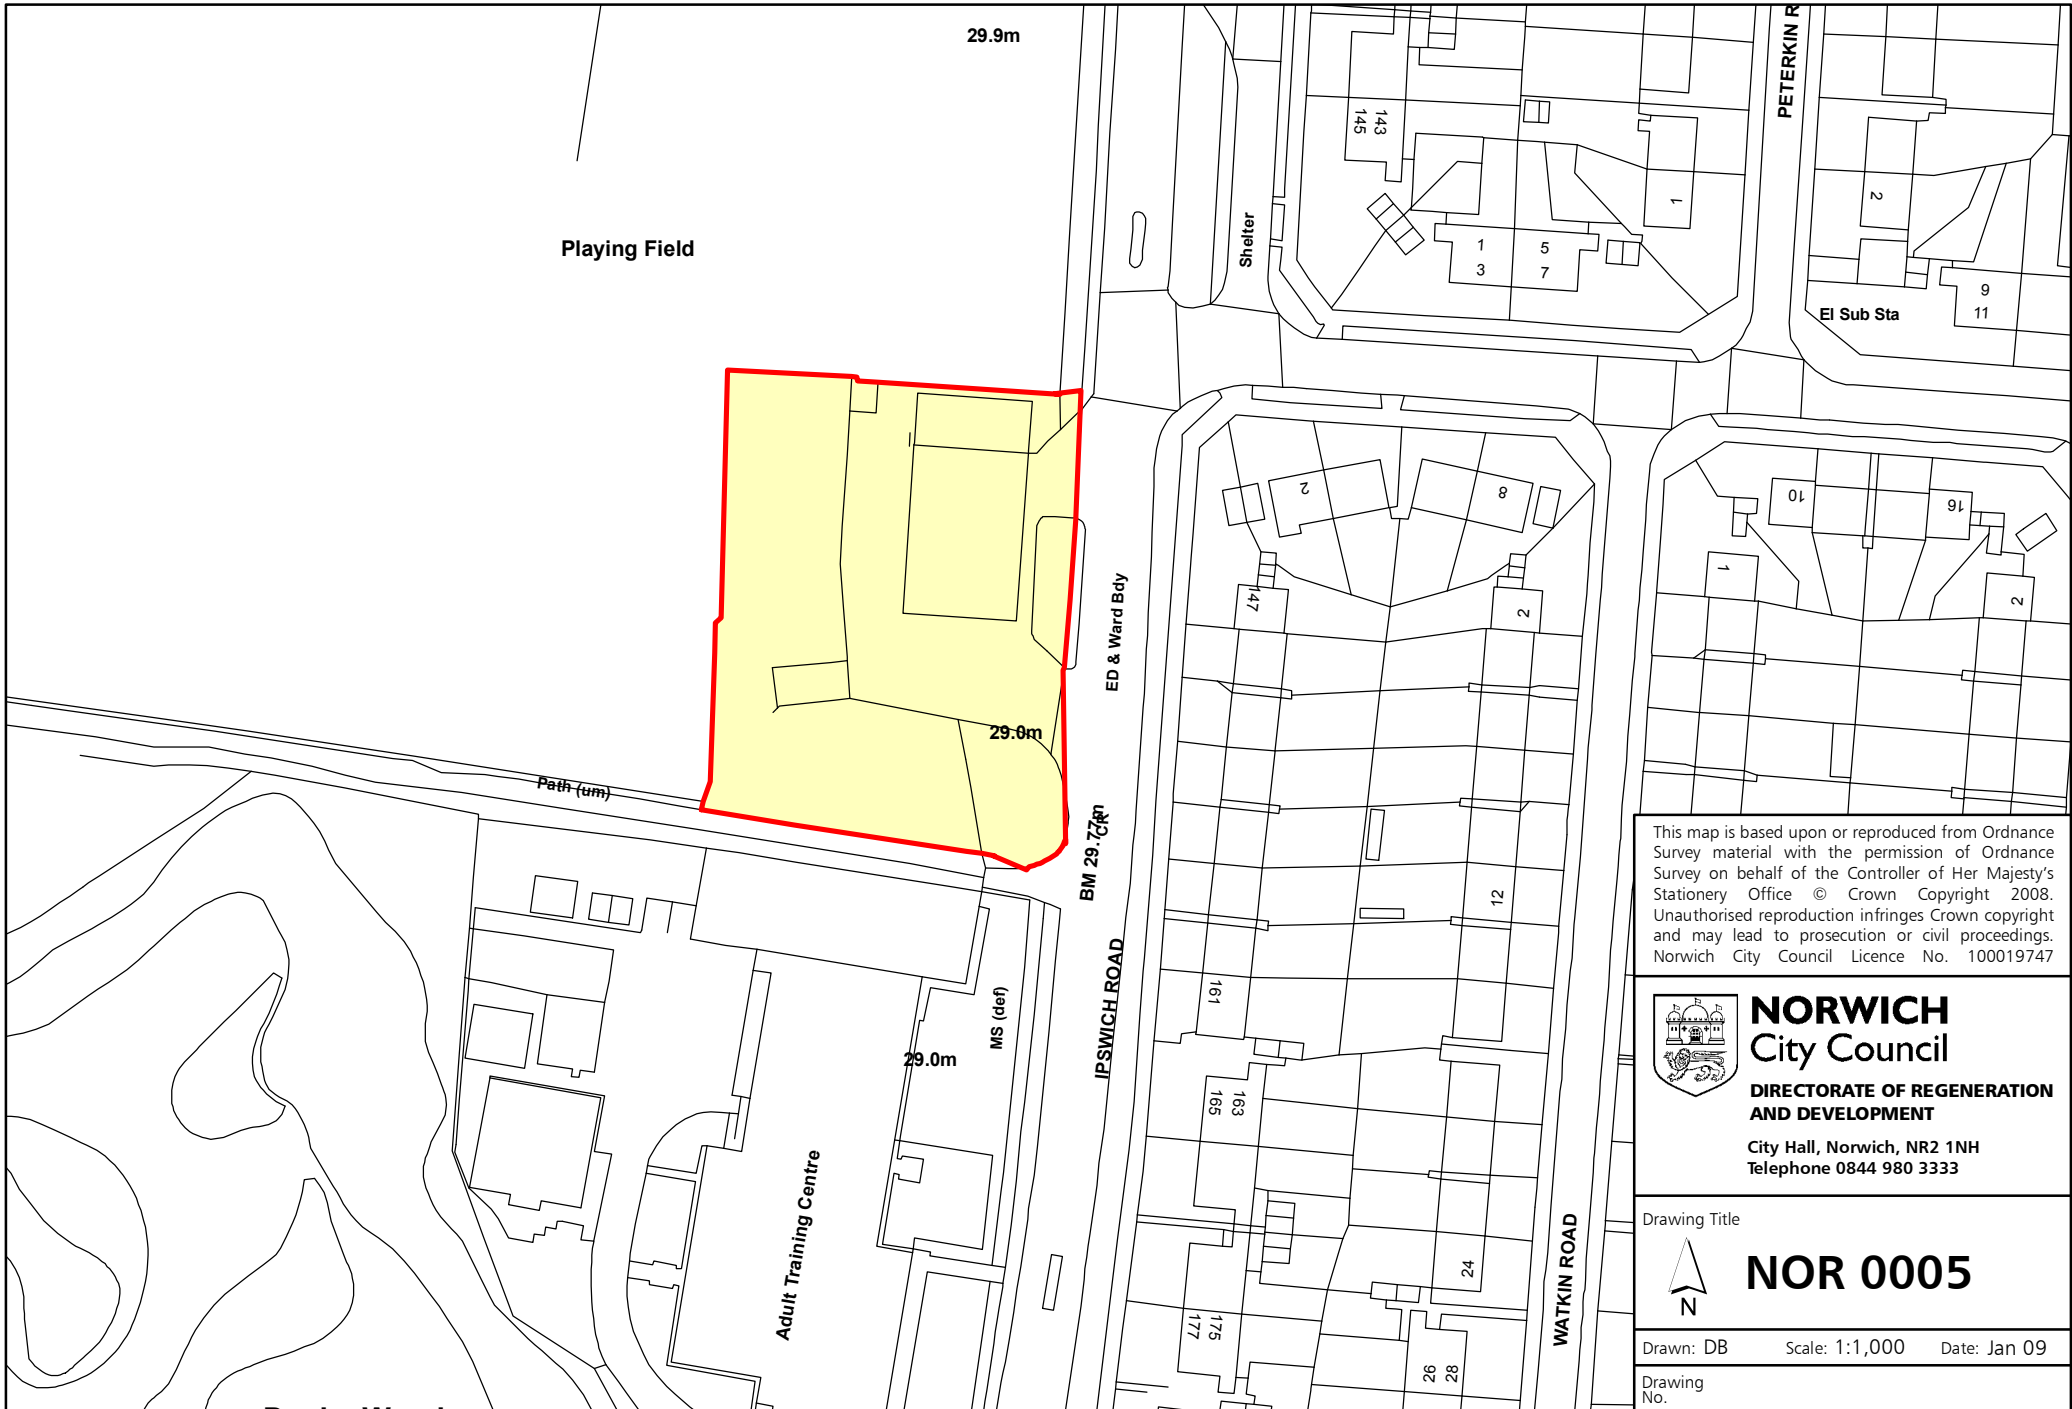 29.9m
PETERKIN R
143
145
Shelter
1
2
Playing Field
1
5
3
7
9
11
El Sub Sta
2
8
10
16
1
2
147
2
ED & Ward Bdy
29.0m
Path (um)
BM 29.77m
CR
12
161
IPSWICH ROAD
MS (def)
29.0m
163
165
Adult Training Centre
24
WATKIN ROAD
175
177
26
28
This map is based upon or reproduced from Ordnance
Survey material with the permission of Ordnance
Survey on behalf of the Controller of Her Majesty's
Stationery Office © Crown Copyright 2008.
Unauthorised reproduction infringes Crown copyright
and may lead to prosecution or civil proceedings.
Norwich City Council Licence No. 100019747
NORWICH
City Council
DIRECTORATE OF REGENERATION
AND DEVELOPMENT
City Hall, Norwich, NR2 1NH
Telephone 0844 980 3333
Drawing Title
N
NOR 0005
Drawn: DB Scale: 1:1,000 Date: Jan 09
Drawing
No.